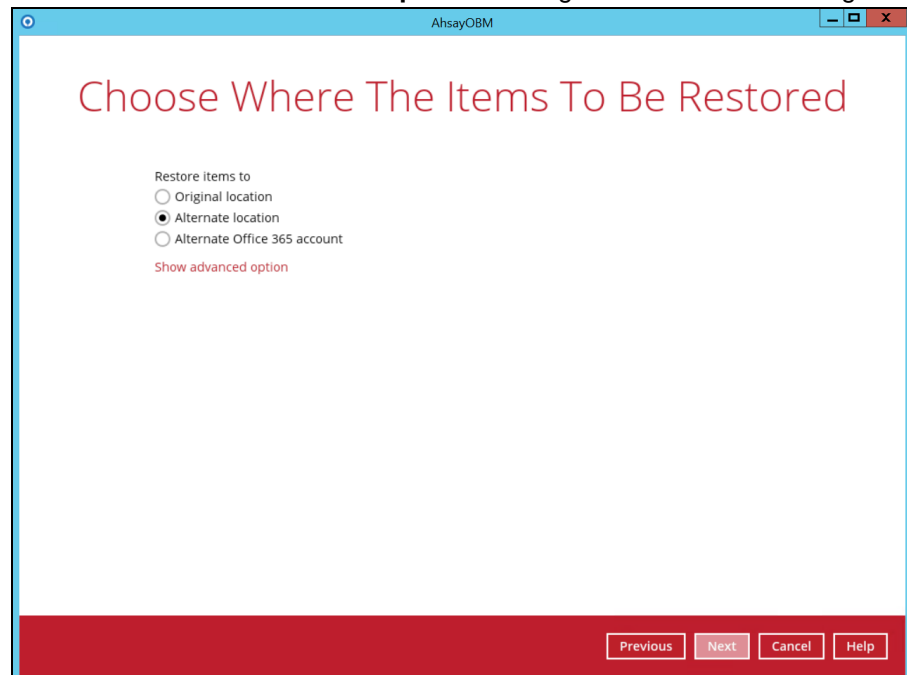 AhsayOBM
Choose Where The Items To Be Restored
Restore items to
Original location
Alternate location
Alternate Office 365 account
Show advanced option
Previous Next Cancel Help